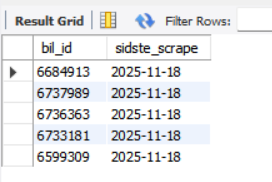 Result Grid Filter Rows:
bil_id sidste_scrape
6684913 2025-11-18
6737989 2025-11-18
6736363 2025-11-18
6733181 2025-11-18
6599309 2025-11-18